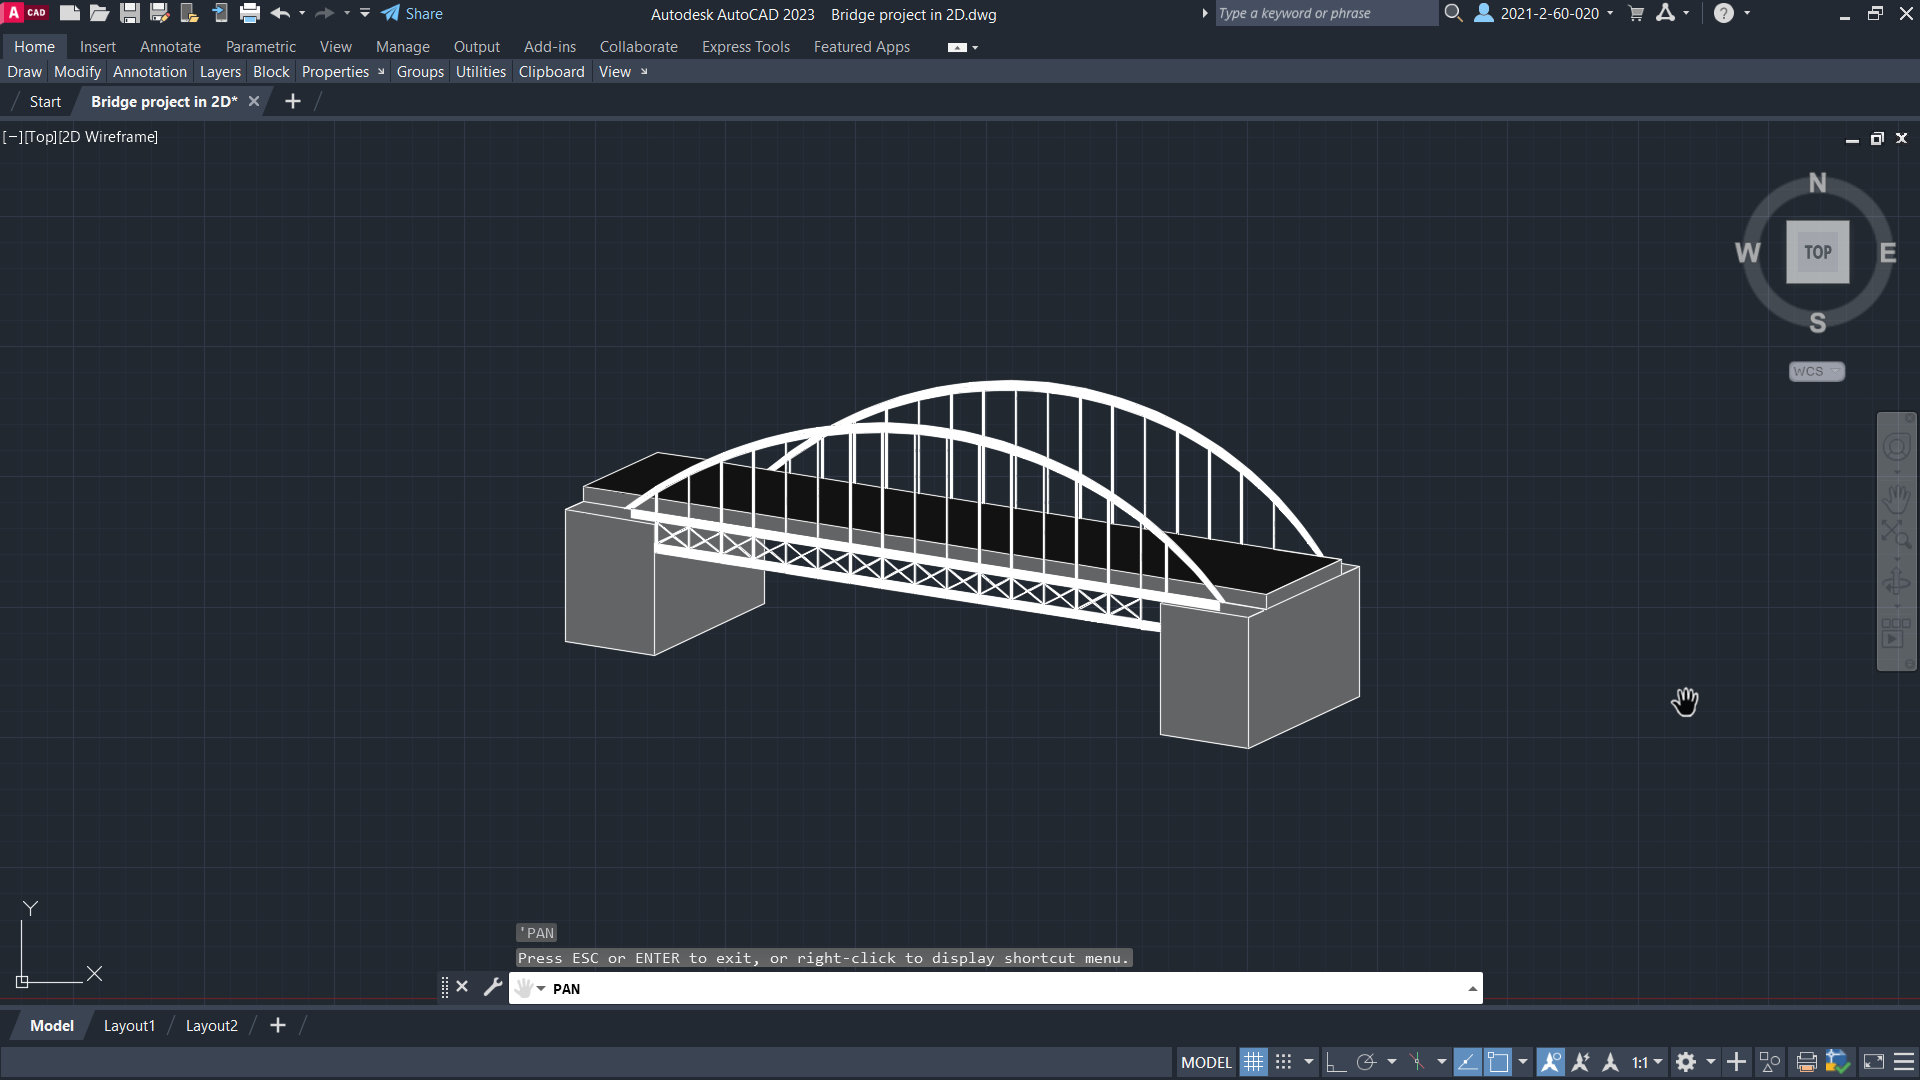 A CAD
Share
Autodesk AutoCAD 2023 Bridge project in 2D.dwg
Type a keyword or phrase
2021-2-60-020
?
Home Insert Annotate Parametric View Manage Output Add-ins Collaborate Express Tools Featured Apps
Draw Modify Annotation Layers Block Properties Groups Utilities Clipboard View
Start Bridge project in 2D*
[−][Top][2D Wireframe]
N
W TOP E
S
WCS
Y
X
'PAN
Press ESC or ENTER to exit, or right-click to display shortcut menu.
PAN
Model Layout1 Layout2
MODEL 1:1